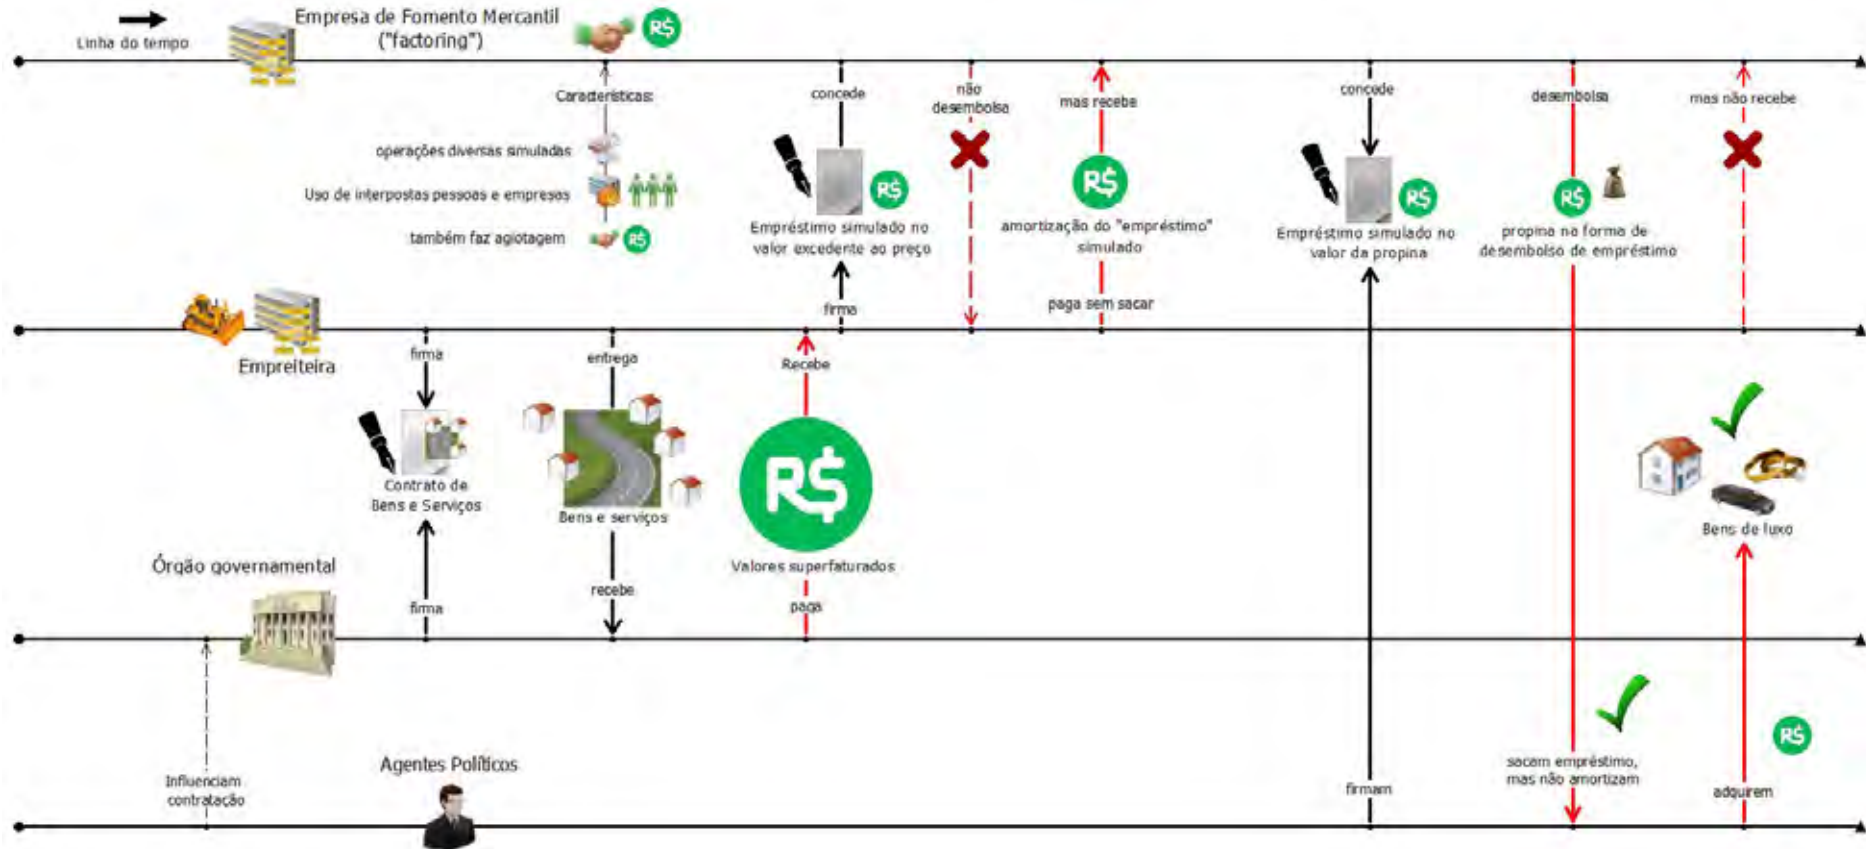 Linha do tempo
Empresa de Fomento Mercantil
("factoring")
R$
Características:
operações diversas simuladas
Uso de interpostas pessoas e empresas
também faz agiotagem
R$
concede
R$
Empréstimo simulado no
valor excedente ao preço
firma
não
desembolsa
mas recebe
R$
amortização do "empréstimo"
simulado
paga sem sacar
concede
R$
Empréstimo simulado no
valor da propina
desembolsa
R$
propina na forma de
desembolso de empréstimo
mas não recebe
Empreiteira
firma
Contrato de
Bens e Serviços
firma
entrega
Bens e serviços
recebe
Recebe
R$
Valores superfaturados
paga
Bens de luxo
Órgão governamental
Influenciam
contratação
Agentes Políticos
firmam
sacam empréstimo,
mas não amortizam
R$
adquirem